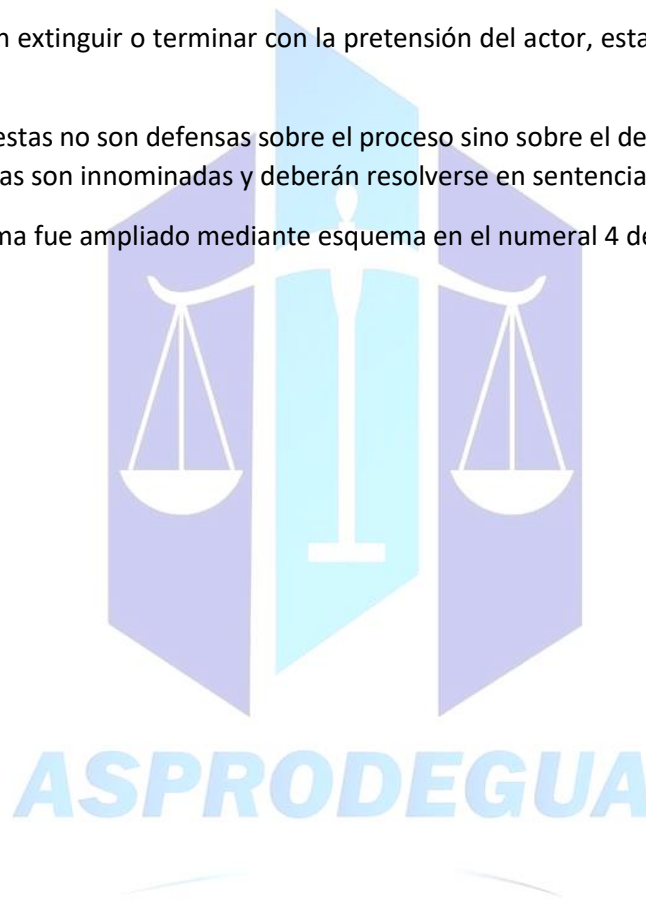 n extinguir o terminar con la pretensión del actor, esta
estas no son defensas sobre el proceso sino sobre el de
as son innominadas y deberán resolverse en sentencia
ma fue ampliado mediante esquema en el numeral 4 de
ASPRODEGUA